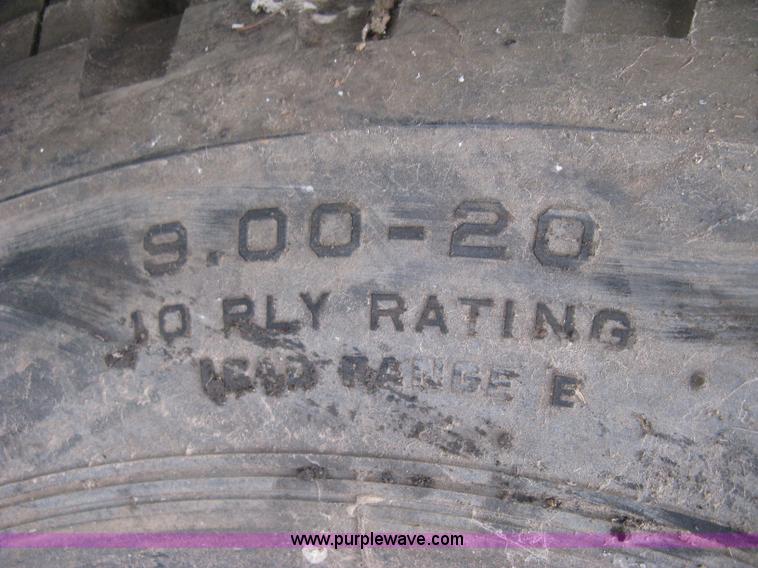 9.00-20
10 PLY RATING
LOAD RANGE E
www.purplewave.com